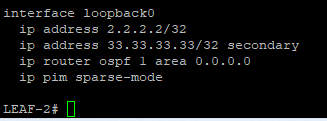 interface loopback0
  ip address 2.2.2.2/32
  ip address 33.33.33.33/32 secondary
  ip router ospf 1 area 0.0.0.0
  ip pim sparse-mode
LEAF-2#